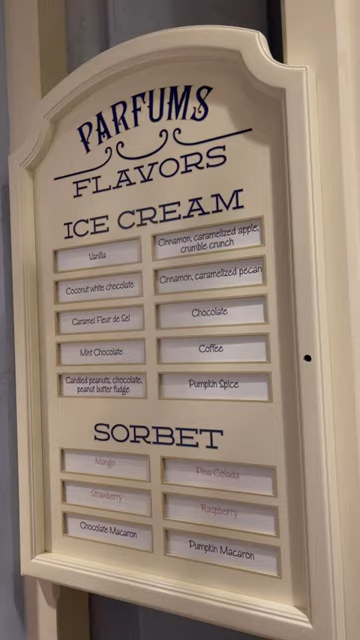 PARFUMS
FLAVORS
ICE CREAM
Vanilla
Cinnamon, caramelized apple,
crumble crunch
Coconut white chocolate
Cinnamon, caramelized pecan
Caramel Fleur de Sel
Chocolate
Mint Chocolate
Coffee
Candied peanuts, chocolate,
peanut butter fudge
Pumpkin Spice
SORBET
Mango
Pina Colada
Strawberry
Raspberry
Chocolate Macaron
Pumpkin Macaron